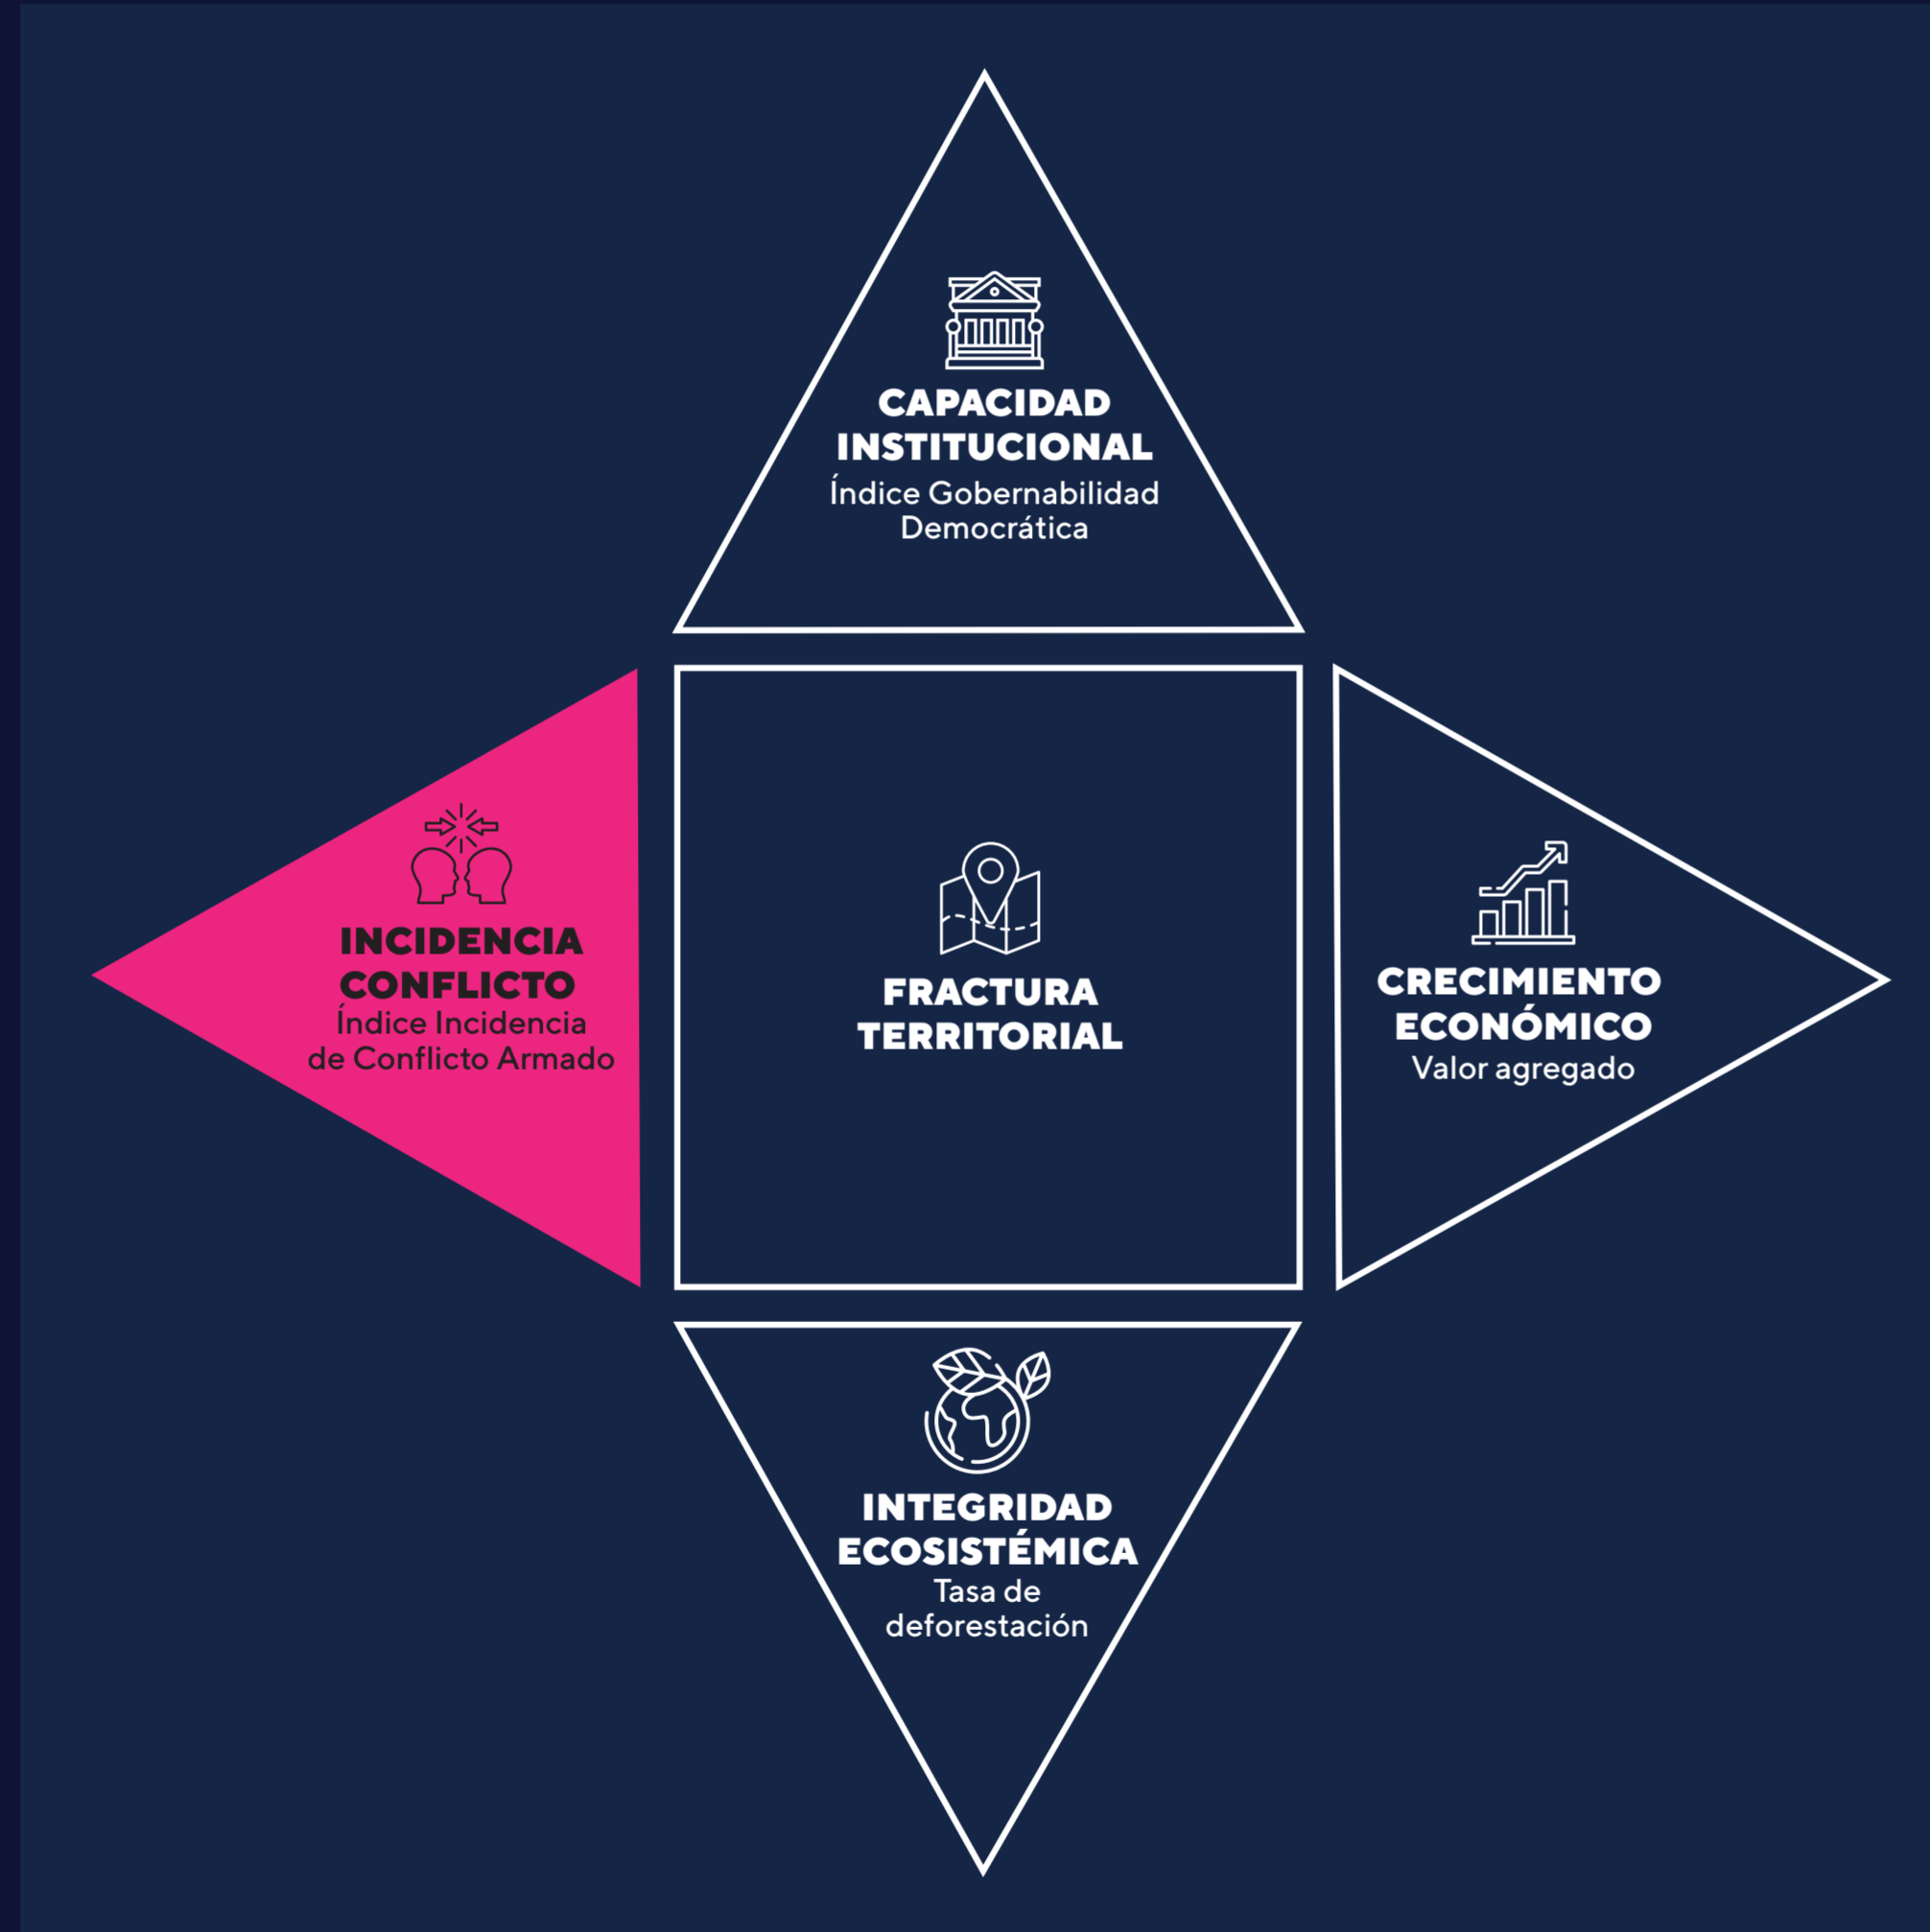 CAPACIDAD
INSTITUCIONAL
Índice Gobernabilidad
Democrática
INCIDENCIA
CONFLICTO
Índice Incidencia
de Conflicto Armado
FRACTURA
TERRITORIAL
CRECIMIENTO
ECONÓMICO
Valor agregado
INTEGRIDAD
ECOSISTÉMICA
Tasa de
deforestación